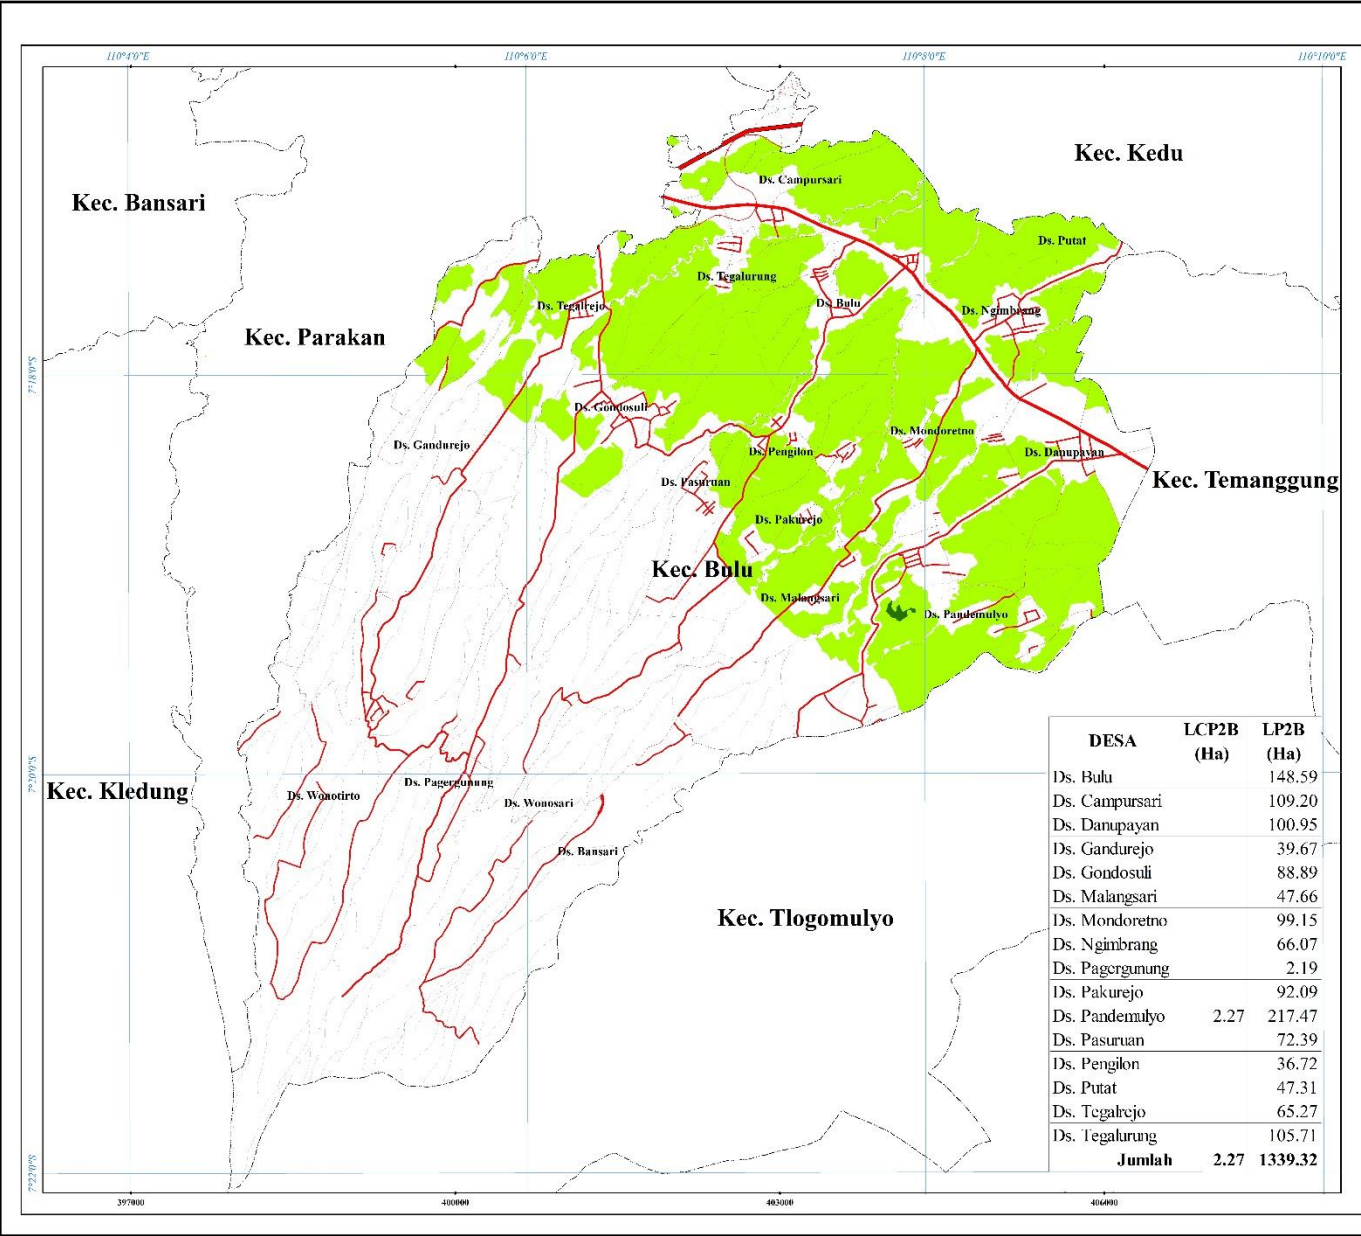 110°4'0"E 110°6'0"E 110°8'0"E 110°10'0"E
Kec. Kedu
Ds. Campursari
Kec. Bansari
Ds. Putat
Ds. Tegalurung
Ds. Tegalrejo
Ds. Bulu
Ds. Ngimbrang
Kec. Parakan
7°18'0"S
Ds. Gondosuli
Ds. Mondoretno
Ds. Gandurejo
Ds. Pengilon
Ds. Danupayan
Ds. Pasuruan
Kec. Temanggung
Ds. Pakurejo
Kec. Bulu
Ds. Malangsari
Ds. Pandemulyo
7°20'0"S
Kec. Kledung
Ds. Pagergunung
Ds. Wonotirto
Ds. Wonosari
Ds. Bansari
Kec. Tlogomulyo
DESA LCP2B (Ha) LP2B (Ha)
Ds. Bulu 148.59
Ds. Campursari 109.20
Ds. Danupayan 100.95
Ds. Gandurejo 39.67
Ds. Gondosuli 88.89
Ds. Malangsari 47.66
Ds. Mondoretno 99.15
Ds. Ngimbrang 66.07
Ds. Pagergunung 2.19
Ds. Pakurejo 92.09
Ds. Pandemulyo 2.27 217.47
Ds. Pasuruan 72.39
Ds. Pengilon 36.72
Ds. Putat 47.31
Ds. Tegalrejo 65.27
Ds. Tegalurung 105.71
Jumlah 2.27 1339.32
7°22'0"S
397000 400000 403000 406000